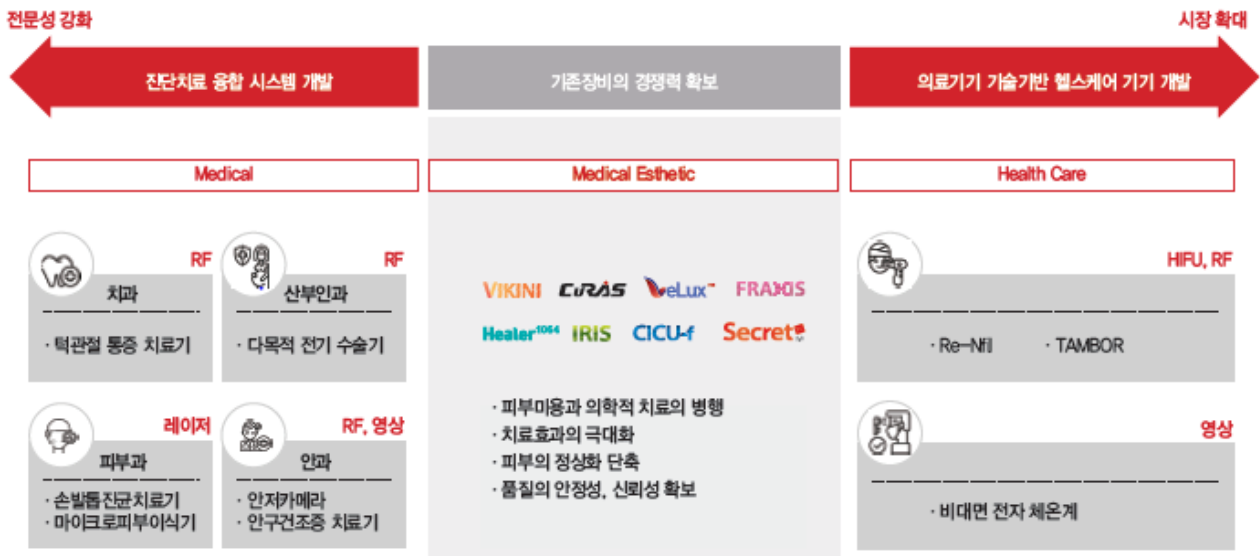 전문성 강화
시장 확대
진단치료 융합 시스템 개발
기존장비의 경쟁력 확보
의료기기 기술기반 헬스케어 기기 개발
Medical
Medical Esthetic
Health Care
RF
치과
· 턱관절 통증 치료기
RF
산부인과
· 다목적 전기 수술기
레이저
피부과
· 손발톱진균치료기
· 마이크로피부이식기
RF, 영상
안과
· 안저카메라
· 안구건조증 치료기
VIKINI CURAS VeLux FRAXIS
Healer1064 IRIS CICU-f Secret
· 피부미용과 의학적 치료의 병행
· 치료효과의 극대화
· 피부의 정상화 단축
· 품질의 안정성, 신뢰성 확보
HIFU, RF
· Re-Nfil · TAMBOR
영상
· 비대면 전자 체온계